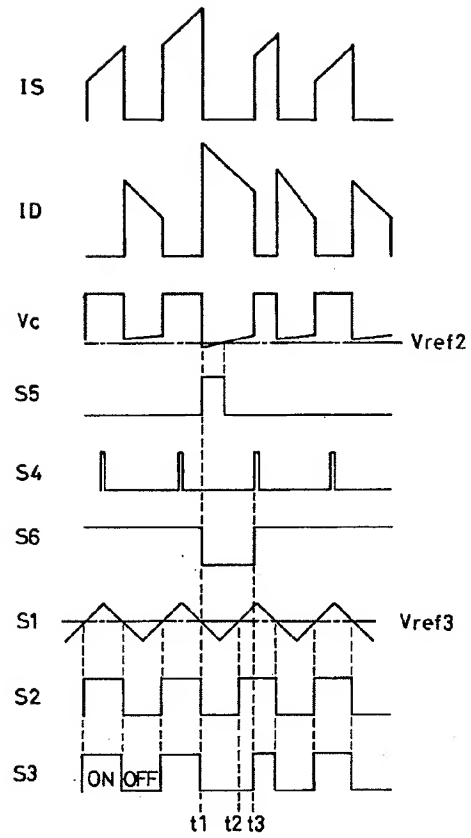 IS
ID
Vc
Vref2
S5
S4
S6
S1
Vref3
S2
S3
ON OFF
t1 t2 t3